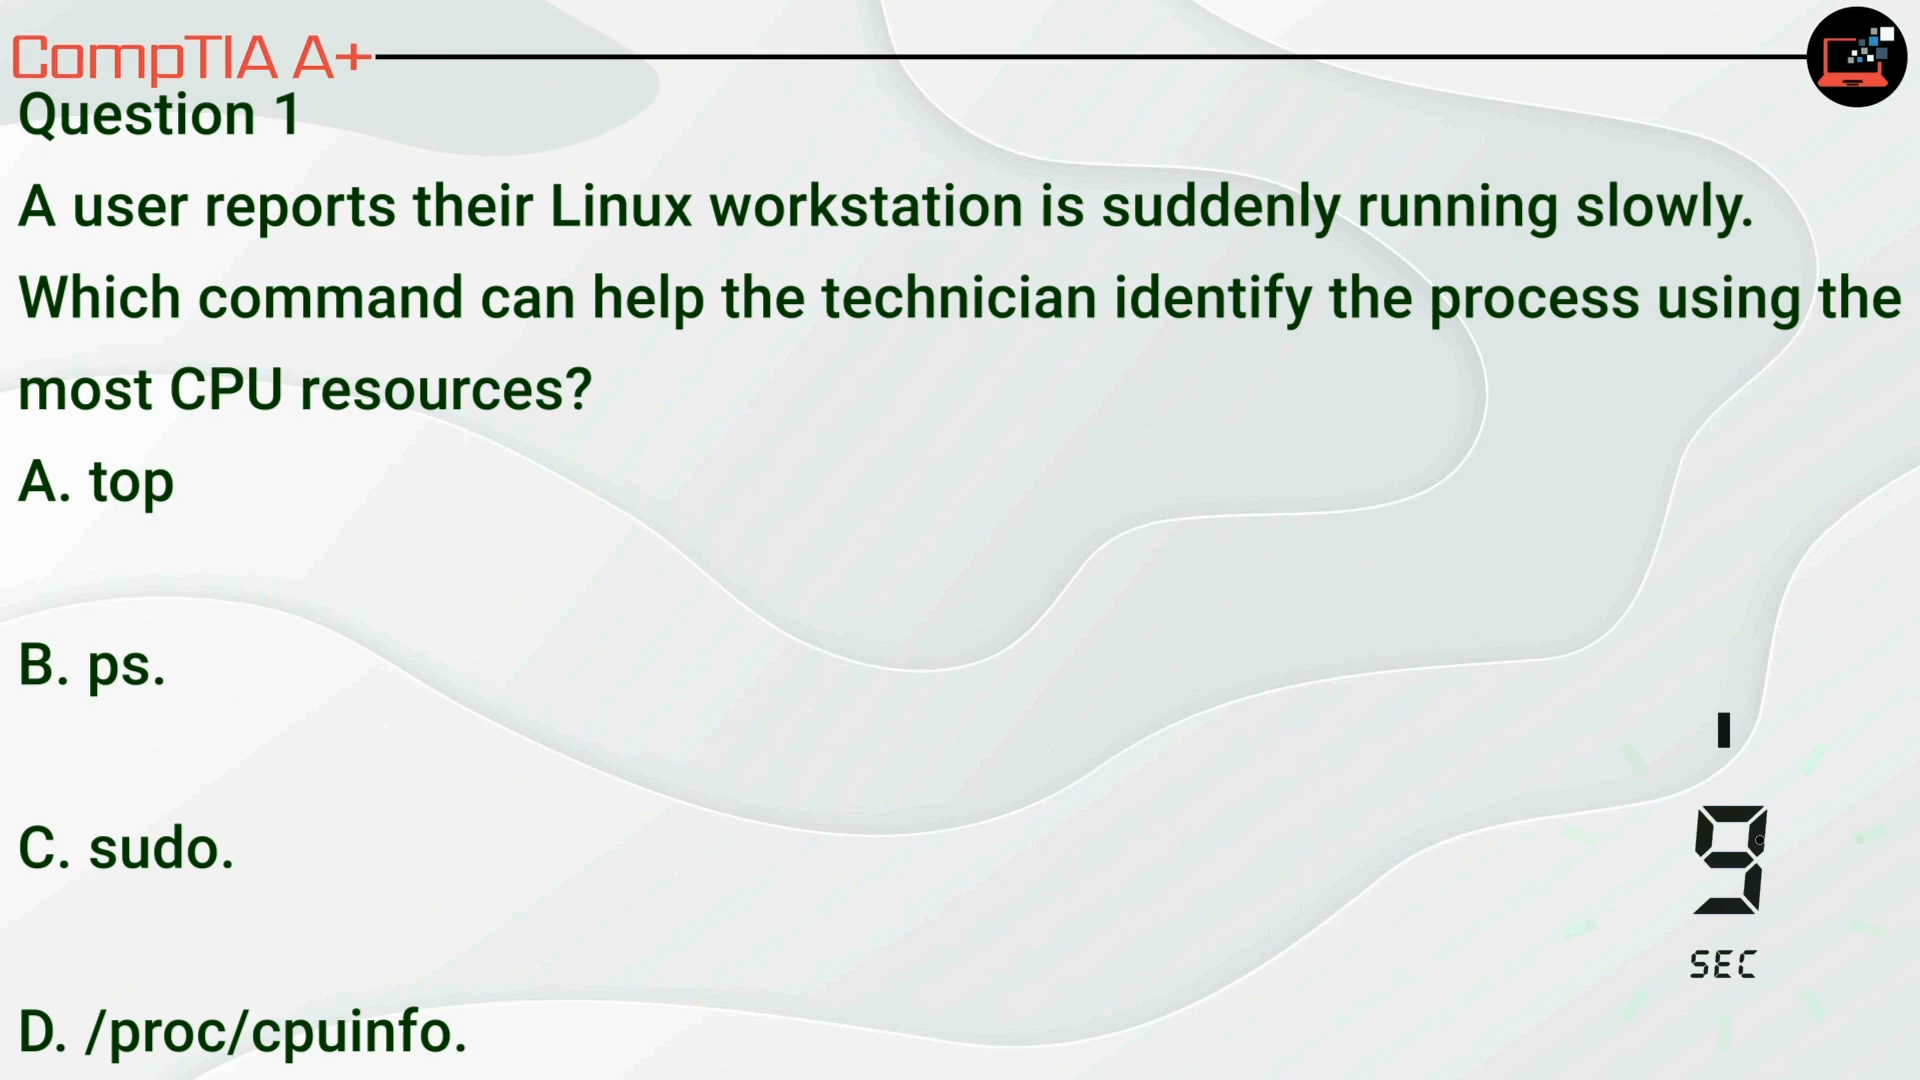 CompTIA A+
Question 1
A user reports their Linux workstation is suddenly running slowly.
Which command can help the technician identify the process using the
most CPU resources?
A. top
B. ps.
C. sudo.
D. /proc/cpuinfo.
9
SEC